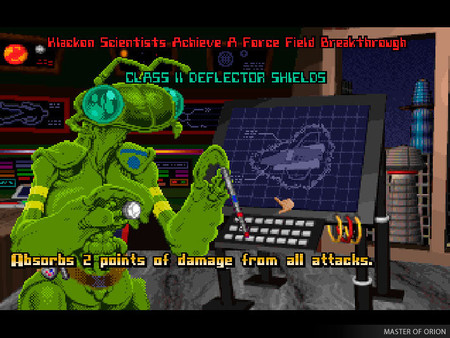 Klackon Scientists Achieve A Force Field Breakthrough
CLASS II DEFLECTOR SHIELDS
Absorbs 2 points of damage from all attacks.
MASTER OF ORION